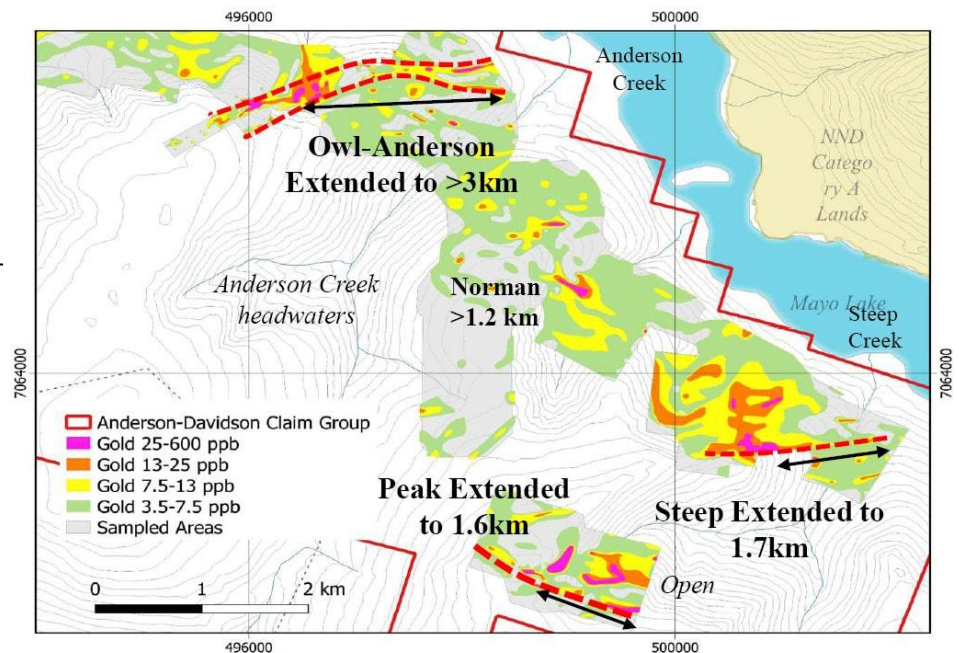 496000
500000
Anderson
Creek
NND
Catego
ry A
Lands
Owl-Anderson
Extended to >3km
Anderson Creek
headwaters
Norman
>1.2 km
Mayo Lake
Steep
Creek
7064000
7064000
Anderson-Davidson Claim Group
Gold 25-600 ppb
Gold 13-25 ppb
Gold 7.5-13 ppb
Gold 3.5-7.5 ppb
Sampled Areas
Peak Extended
to 1.6km
Steep Extended to
1.7km
Open
0 1 2 km
496000
500000